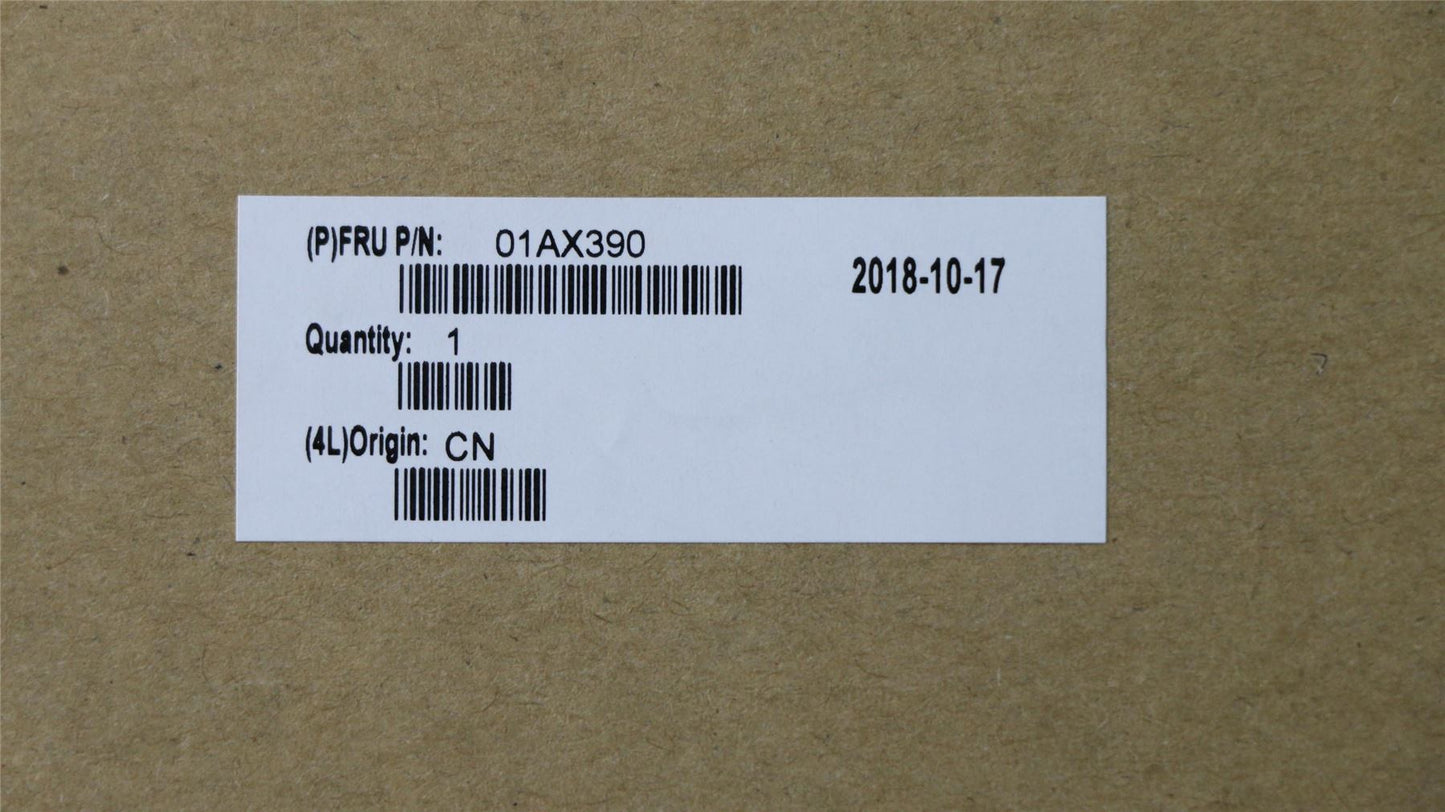 (P)FRU P/N: 01AX390
2018-10-17
Quantity: 1
(4L)Origin: CN